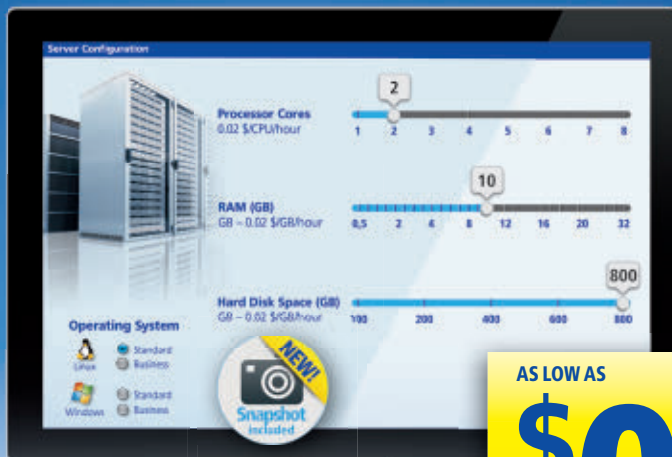 Server Configuration
2
Processor Cores
0.02 $/CPU/hour
1 2 3 4 5 6 7 8
10
RAM (GB)
GB – 0.02 $/GB/hour
0,5 2 4 8 12 16 20 32
800
Hard Disk Space (GB)
GB – 0.02 $/GB/hour
100 200 400 600 800
Operating System
Linux
Standard
Business
Windows
Standard
Business
NEW!
Snapshot
included
AS LOW AS
$0